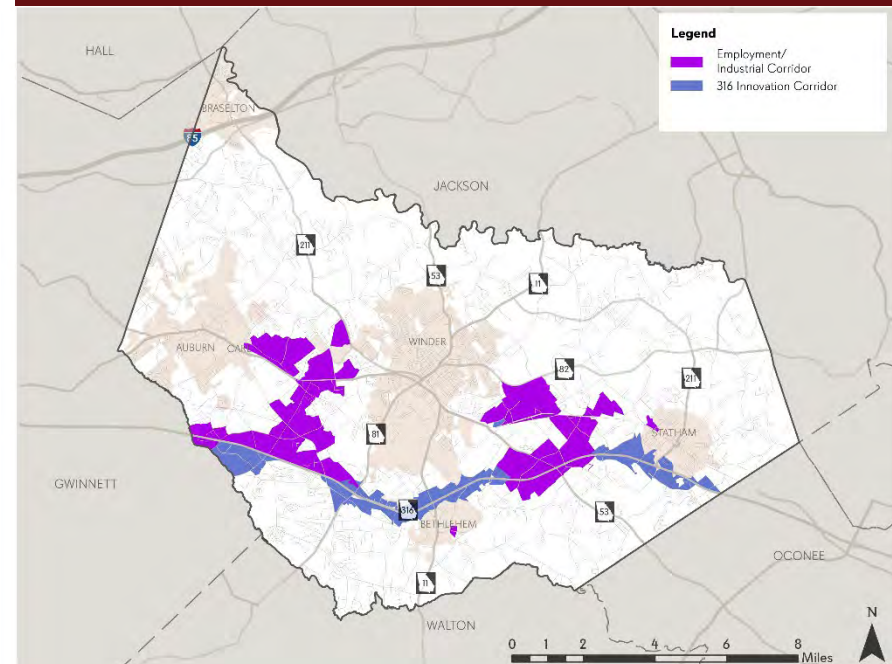 Legend
Employment/
Industrial Corridor
316 Innovation Corridor
HALL
BRASELTON
85
JACKSON
211
53
11
AUBURN
WINDER
82
211
81
STATHAM
GWINNETT
316
BETHLEHEM
53
OCONEE
11
WALTON
N
0 1 2 4 6 8
Miles